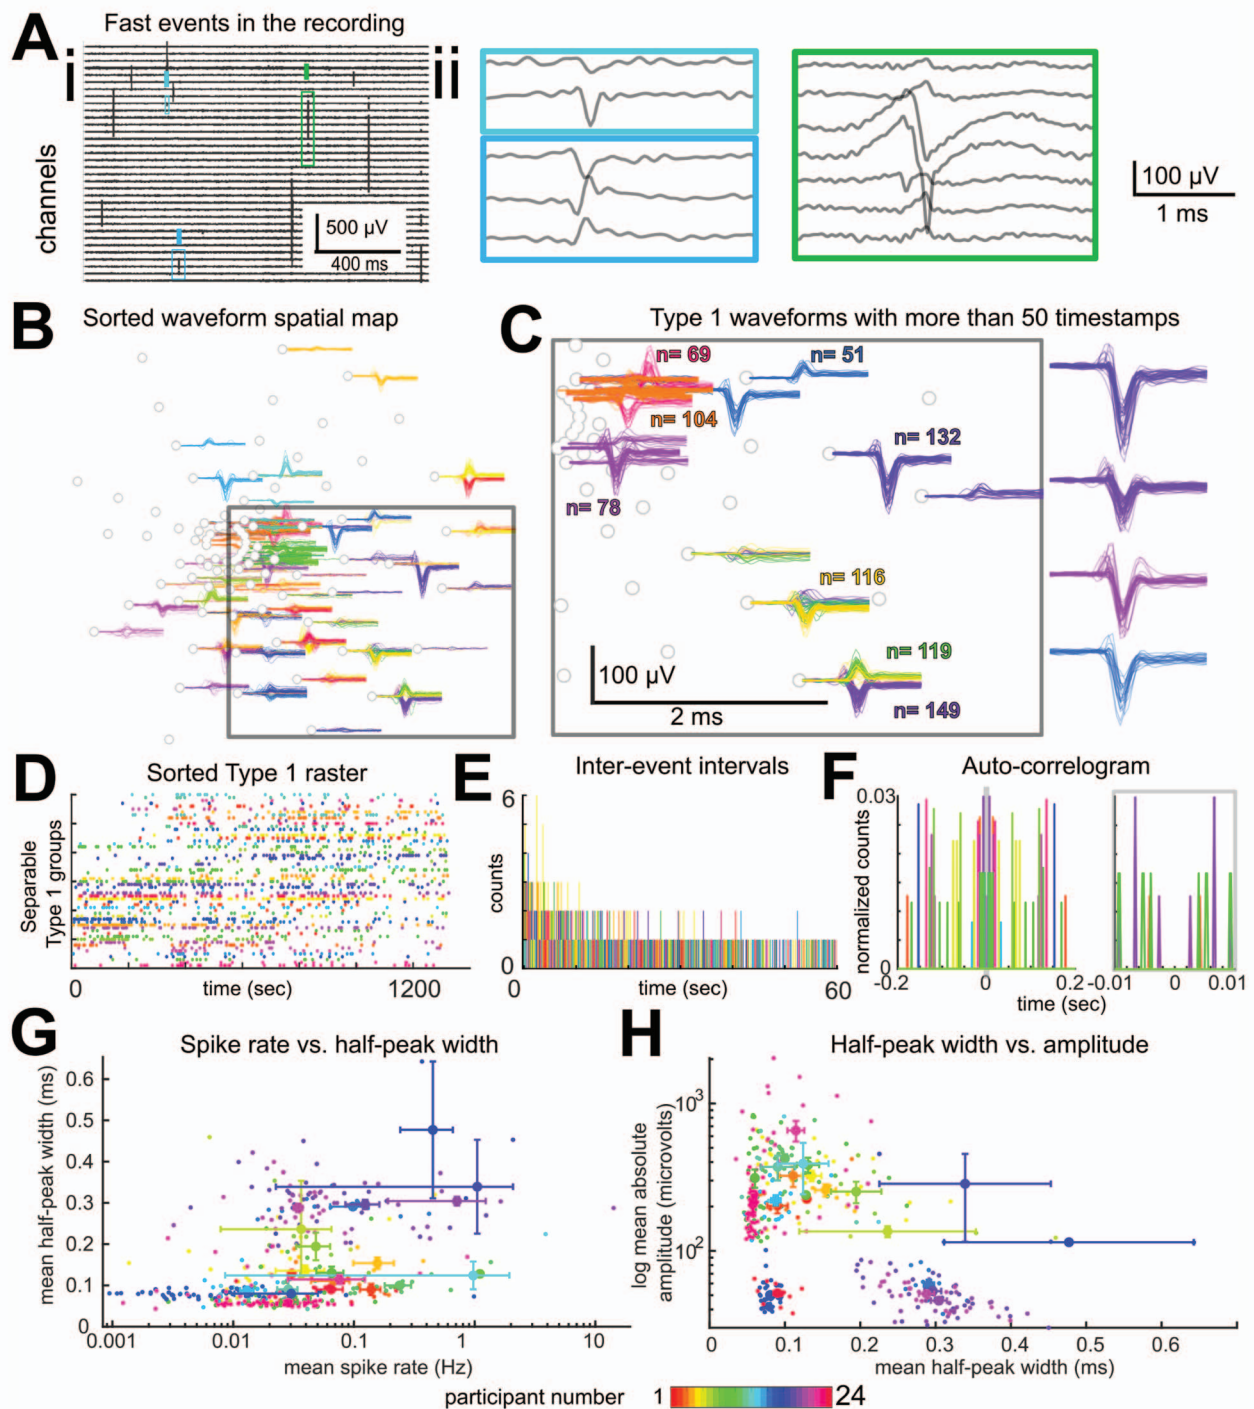 A
Fast events in the recording
i
ii
channels
500 µV
400 ms
100 µV
1 ms
B
Sorted waveform spatial map
C
Type 1 waveforms with more than 50 timestamps
n= 69
n= 51
n= 104
n= 132
n= 78
n= 116
n= 119
n= 149
100 µV
2 ms
D
Sorted Type 1 raster
Separable
Type 1 groups
0
time (sec)
1200
E
Inter-event intervals
6
counts
0
0
time (sec)
60
F
Auto-correlogram
0.03
normalized counts
0
-0.2
0
0.2
-0.01
0
0.01
time (sec)
G
Spike rate vs. half-peak width
mean half-peak width (ms)
0.6
0.5
0.4
0.3
0.2
0.1
0
0.001
0.01
0.1
1
10
mean spike rate (Hz)
H
Half-peak width vs. amplitude
log mean absolute
amplitude (microvolts)
10³
10²
0
0.1
0.2
0.3
0.4
0.5
0.6
mean half-peak width (ms)
participant number
1
24